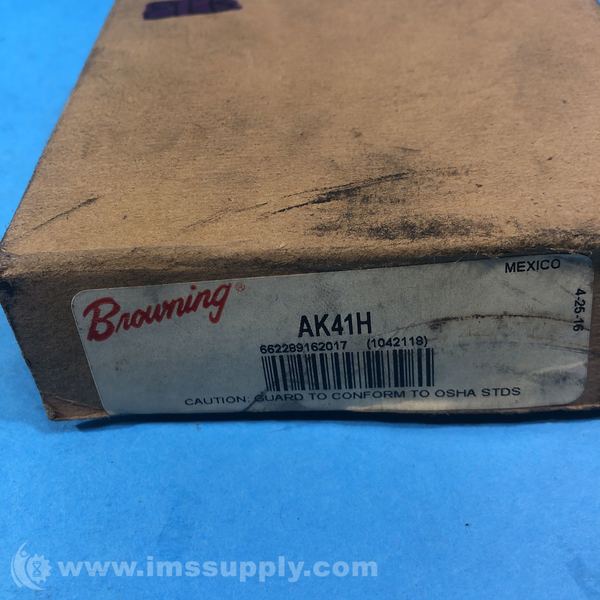 MEXICO
Browning®
AK41H
4-25-16
662289162017 (1042118)
CAUTION: GUARD TO CONFORM TO OSHA STDS
© www.imssupply.com